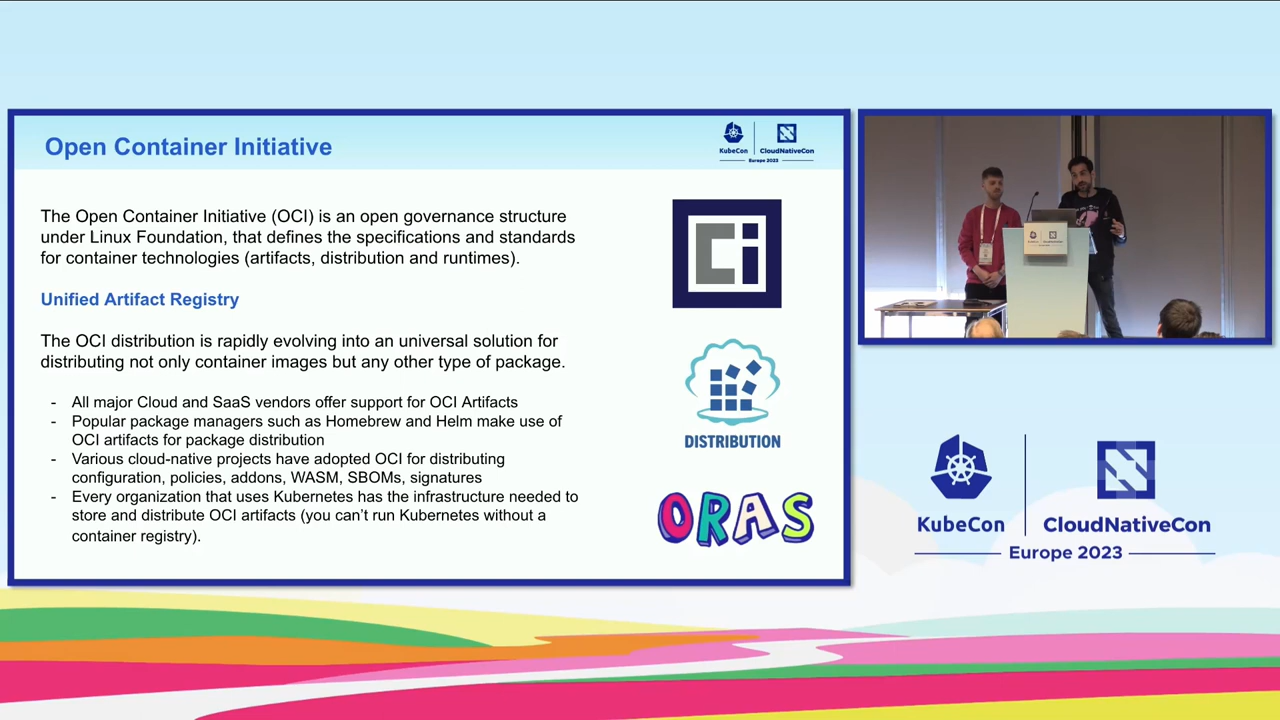 Open Container Initiative
KubeCon
CloudNativeCon
Europe 2023
The Open Container Initiative (OCI) is an open governance structure
under Linux Foundation, that defines the specifications and standards
for container technologies (artifacts, distribution and runtimes).
Unified Artifact Registry
The OCI distribution is rapidly evolving into an universal solution for
distributing not only container images but any other type of package.
- All major Cloud and SaaS vendors offer support for OCI Artifacts
- Popular package managers such as Homebrew and Helm make use of
OCI artifacts for package distribution
- Various cloud-native projects have adopted OCI for distributing
configuration, policies, addons, WASM, SBOMs, signatures
- Every organization that uses Kubernetes has the infrastructure needed to
store and distribute OCI artifacts (you can’t run Kubernetes without a
container registry).
DISTRIBUTION
ORAS
KubeCon
CloudNativeCon
Europe 2023